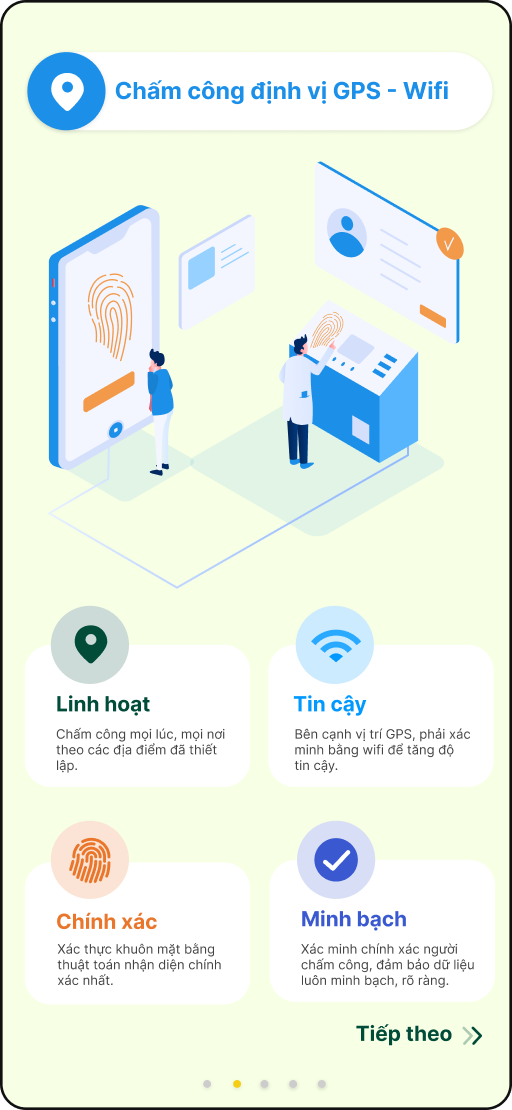 Chấm công định vị GPS - Wifi
Linh hoạt
Chấm công mọi lúc, mọi nơi
theo các địa điểm đã thiết
lập.
Tin cậy
Bên cạnh vị trí GPS, phải xác
minh bằng wifi để tăng độ
tin cậy.
Chính xác
Xác thực khuôn mặt bằng
thuật toán nhận diện chính
xác nhất.
Minh bạch
Xác minh chính xác người
chấm công, đảm bảo dữ liệu
luôn minh bạch, rõ ràng.
Tiếp theo